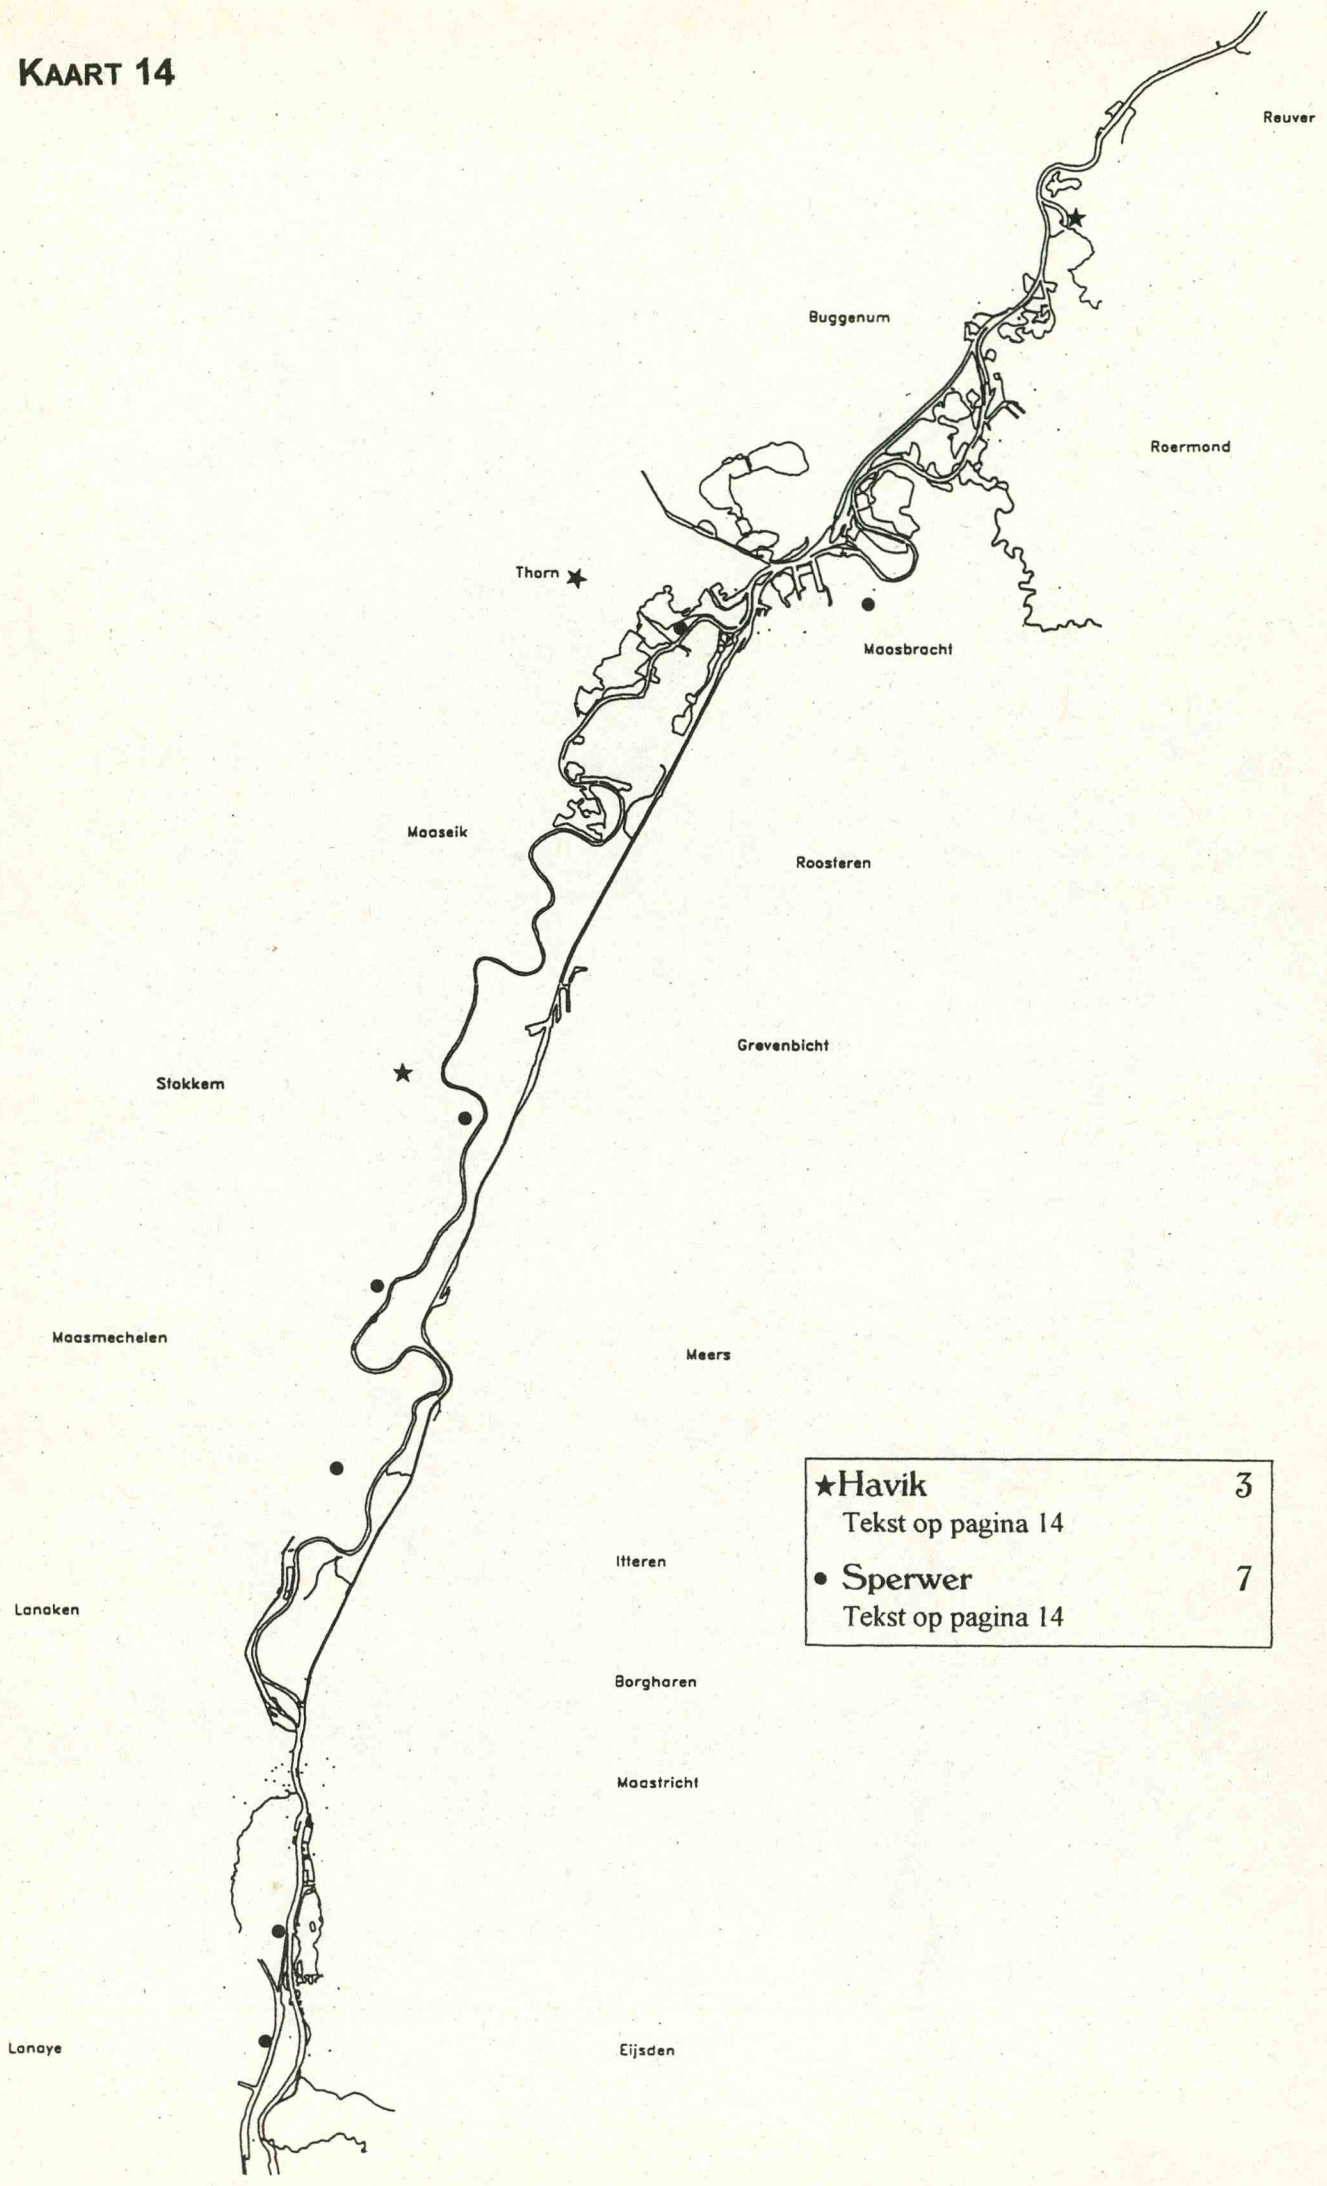 KAART 14
Reuver
Buggenum
Roermond
Thorn
Maasbracht
Maaseik
Roosteren
Grevenbicht
Stokkem
Maasmechelen
Meers
★Havik 3
Tekst op pagina 14
● Sperwer 7
Tekst op pagina 14
Itteren
Lanaken
Borgharen
Maastricht
Lanaye
Eijsden